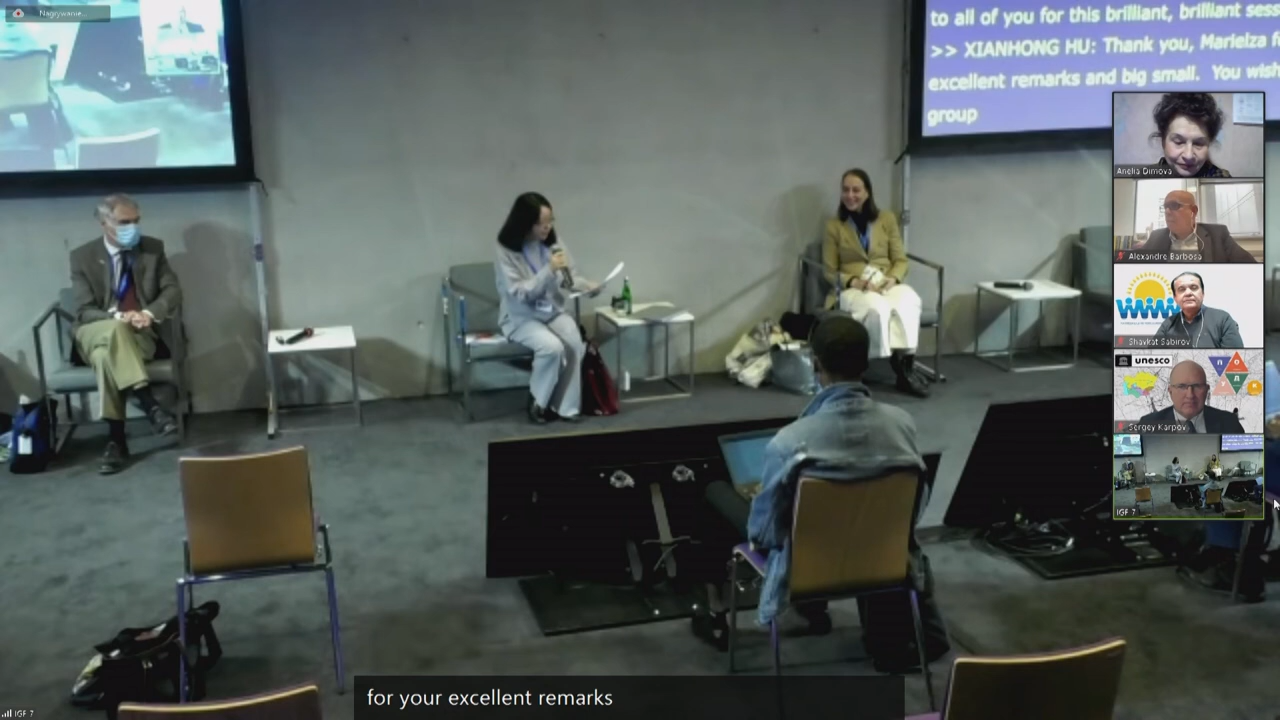 Nagrywanie...
to all of you for this brilliant, brilliant sess
>> XIANHONG HU: Thank you, Marielza f
excellent remarks and big small. You wish
group
Anelia Dimova
Alexandre Barbosa
Shavkat Sabirov
unesco
Sergey Karpov
IGF 7
for your excellent remarks
IGF 7